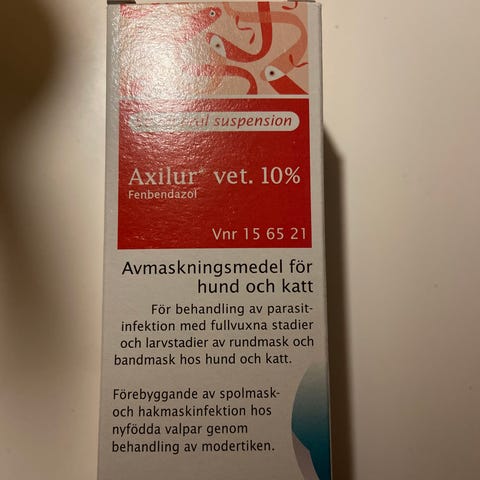 oral suspension
Axilur® vet. 10%
Fenbendazol
Vnr 15 65 21
Avmaskningsmedel för
hund och katt
För behandling av parasit-
infektion med fullvuxna stadier
och larvstadier av rundmask och
bandmask hos hund och katt.
Förebyggande av spolmask-
och hakmaskinfektion hos
nyfödda valpar genom
behandling av modertiken.